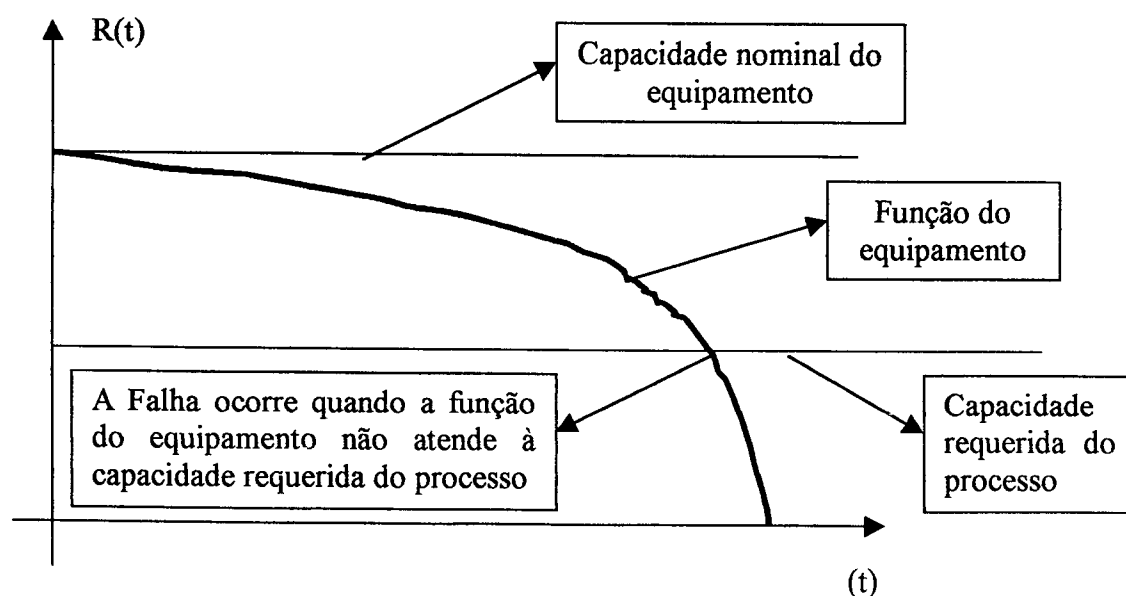 R(t)
Capacidade nominal do
equipamento
Função do
equipamento
A Falha ocorre quando a função
do equipamento não atende à
capacidade requerida do processo
Capacidade
requerida do
processo
(t)